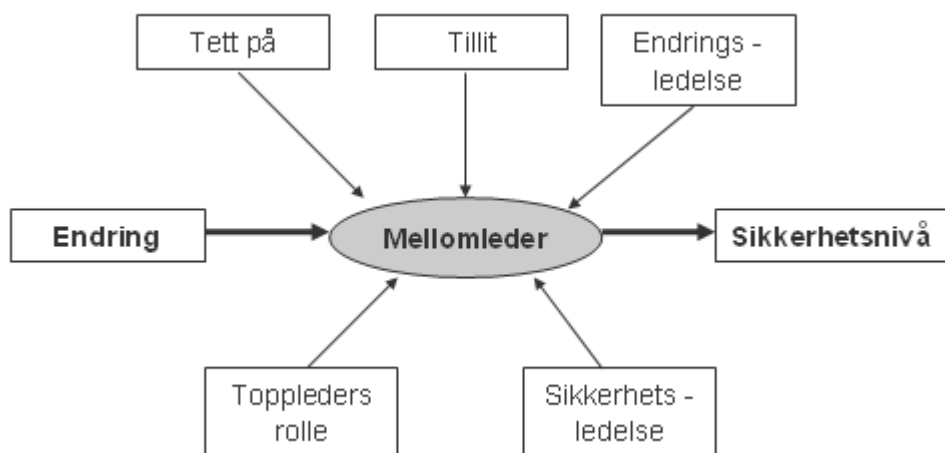 Tett på
Tillit
Endrings -
ledelse
Endring
Mellomleder
Sikkerhetsnivå
Toppleders
rolle
Sikkerhets -
ledelse